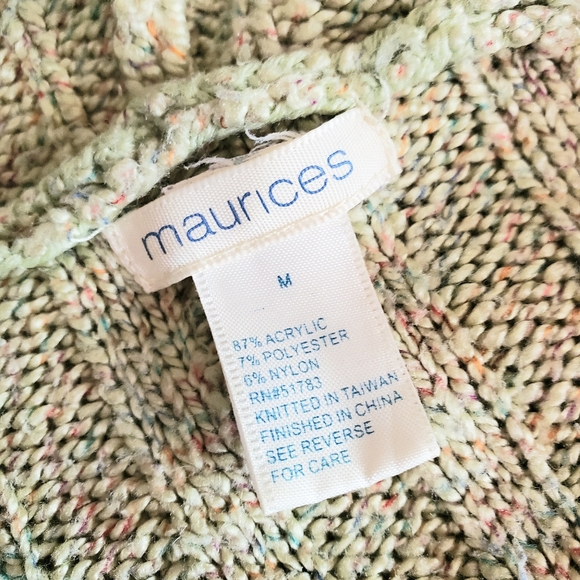 maurices
M
87% ACRYLIC
7% POLYESTER
6% NYLON
RN#51783
KNITTED IN TAIWAN
FINISHED IN CHINA
SEE REVERSE
FOR CARE